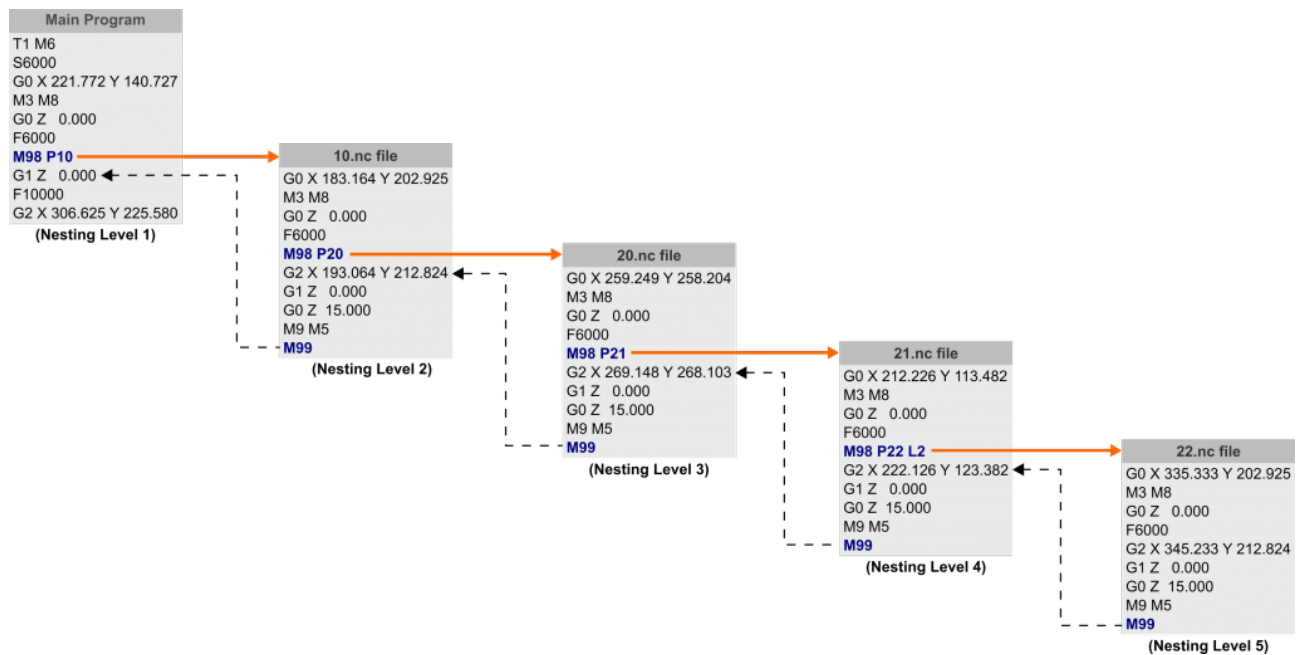 Main Program
T1 M6
S6000
G0 X 221.772 Y 140.727
M3 M8
G0 Z 0.000
F6000
M98 P10
G1 Z 0.000
F10000
G2 X 306.625 Y 225.580
(Nesting Level 1)
10.nc file
G0 X 183.164 Y 202.925
M3 M8
G0 Z 0.000
F6000
M98 P20
G2 X 193.064 Y 212.824
G1 Z 0.000
G0 Z 15.000
M9 M5
M99
(Nesting Level 2)
20.nc file
G0 X 259.249 Y 258.204
M3 M8
G0 Z 0.000
F6000
M98 P21
G2 X 269.148 Y 268.103
G1 Z 0.000
G0 Z 15.000
M9 M5
M99
(Nesting Level 3)
21.nc file
G0 X 212.226 Y 113.482
M3 M8
G0 Z 0.000
F6000
M98 P22 L2
G2 X 222.126 Y 123.382
G1 Z 0.000
G0 Z 15.000
M9 M5
M99
(Nesting Level 4)
22.nc file
G0 X 335.333 Y 202.925
M3 M8
G0 Z 0.000
F6000
G2 X 345.233 Y 212.824
G1 Z 0.000
G0 Z 15.000
M9 M5
M99
(Nesting Level 5)